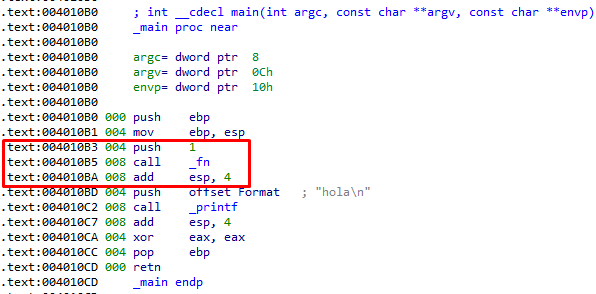 .text:004010B0 ; int __cdecl main(int argc, const char **argv, const char **envp)
.text:004010B0 _main proc near
.text:004010B0
.text:004010B0 argc= dword ptr 8
.text:004010B0 argv= dword ptr 0Ch
.text:004010B0 envp= dword ptr 10h
.text:004010B0
.text:004010B0 000 push ebp
.text:004010B1 004 mov ebp, esp
.text:004010B3 004 push 1
.text:004010B5 008 call _fn
.text:004010BA 008 add esp, 4
.text:004010BD 004 push offset Format ; "hola\n"
.text:004010C2 008 call _printf
.text:004010C7 008 add esp, 4
.text:004010CA 004 xor eax, eax
.text:004010CC 004 pop ebp
.text:004010CD 000 retn
.text:004010CD _main endp